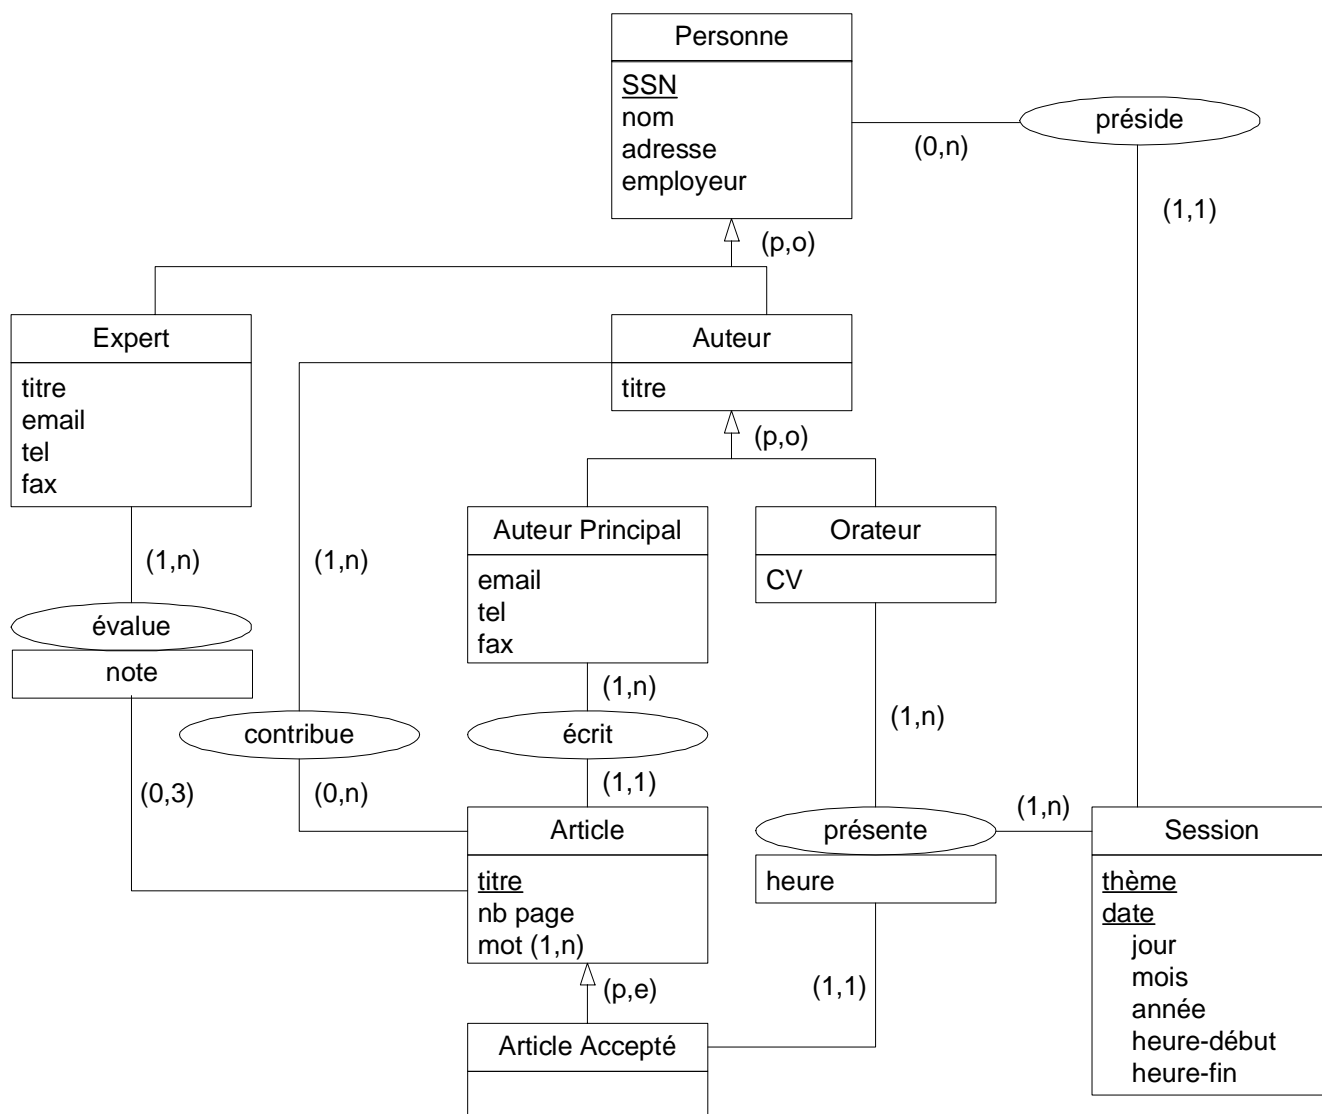 Personne
SSN
nom
adresse
employeur
préside
(0,n)
(1,1)
(p,o)
Expert
titre
email
tel
fax
Auteur
titre
(p,o)
Auteur Principal
email
tel
fax
Orateur
CV
(1,n)
(1,n)
évalue
note
(1,n)
(1,n)
contribue
écrit
(0,3)
(0,n)
(1,1)
(1,n)
Article
titre
nb page
mot (1,n)
présente
heure
Session
thème
date
jour
mois
année
heure-début
heure-fin
(p,e)
(1,1)
Article Accepté